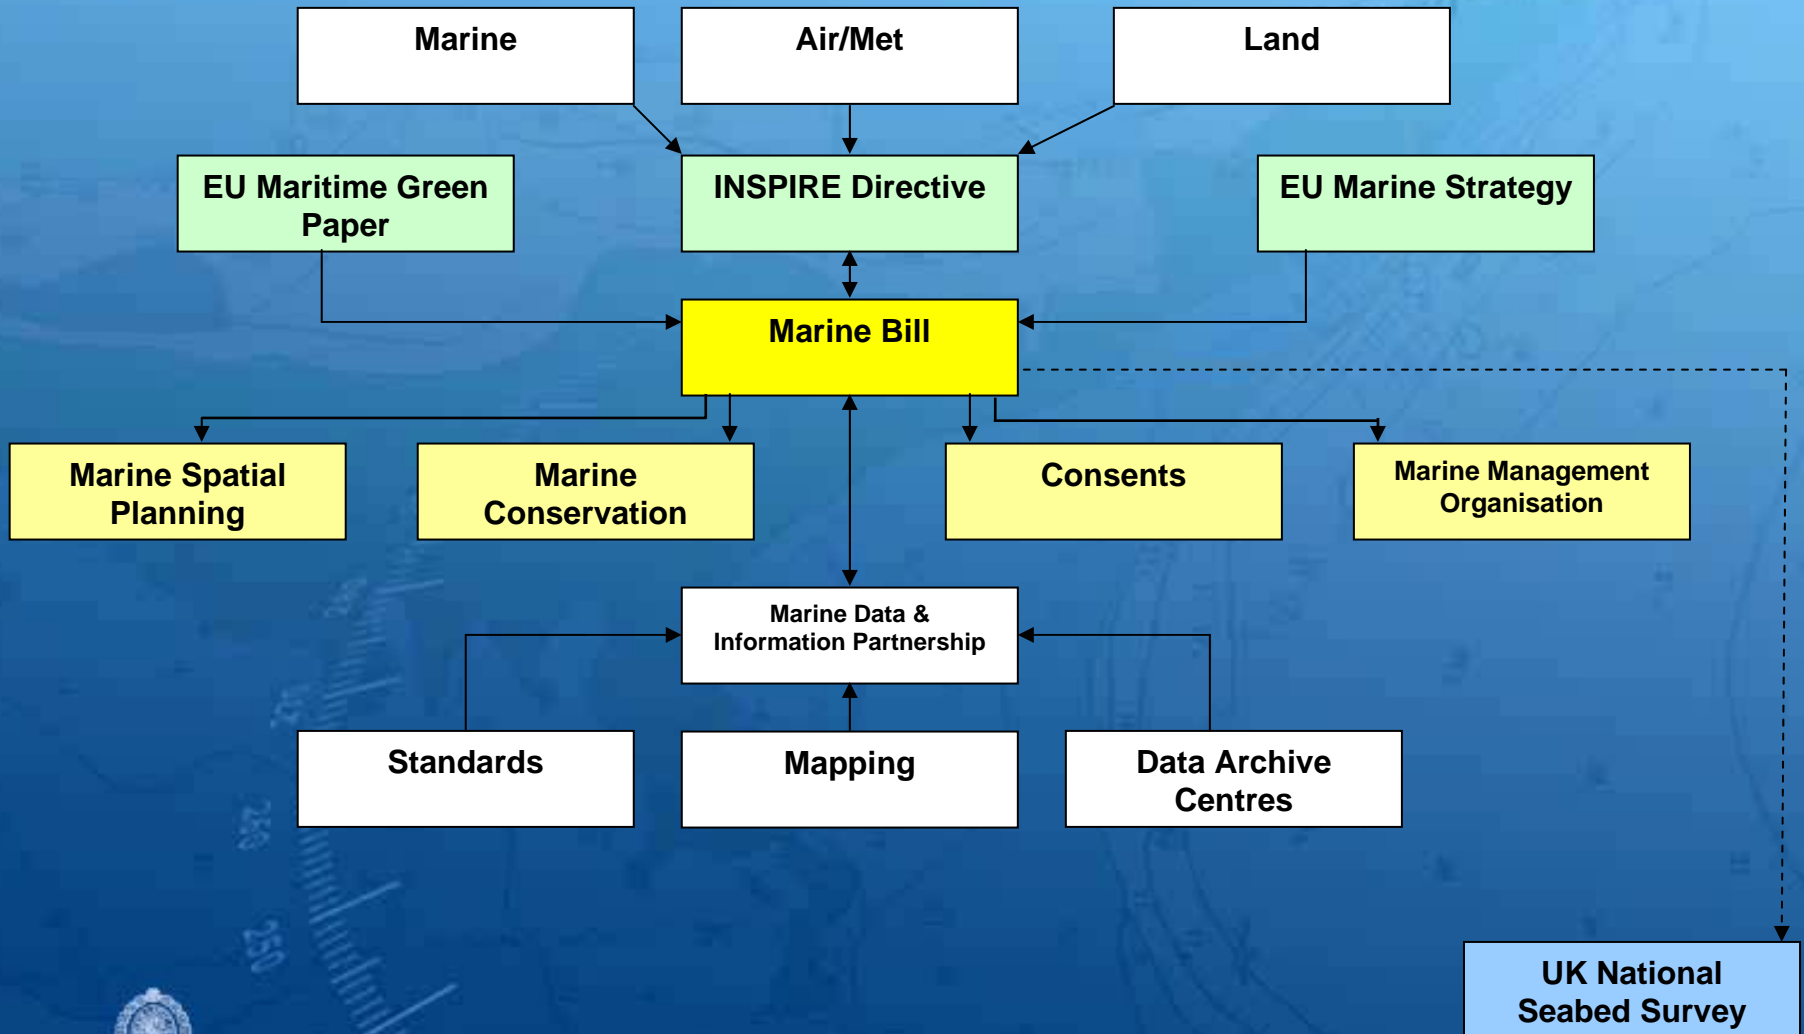 Marine
Air/Met
Land
EU Maritime Green
Paper
INSPIRE Directive
EU Marine Strategy
Marine Bill
Marine Spatial
Planning
Marine
Conservation
Consents
Marine Management
Organisation
Marine Data &
Information Partnership
Standards
Mapping
Data Archive
Centres
250
UK National
Seabed Survey